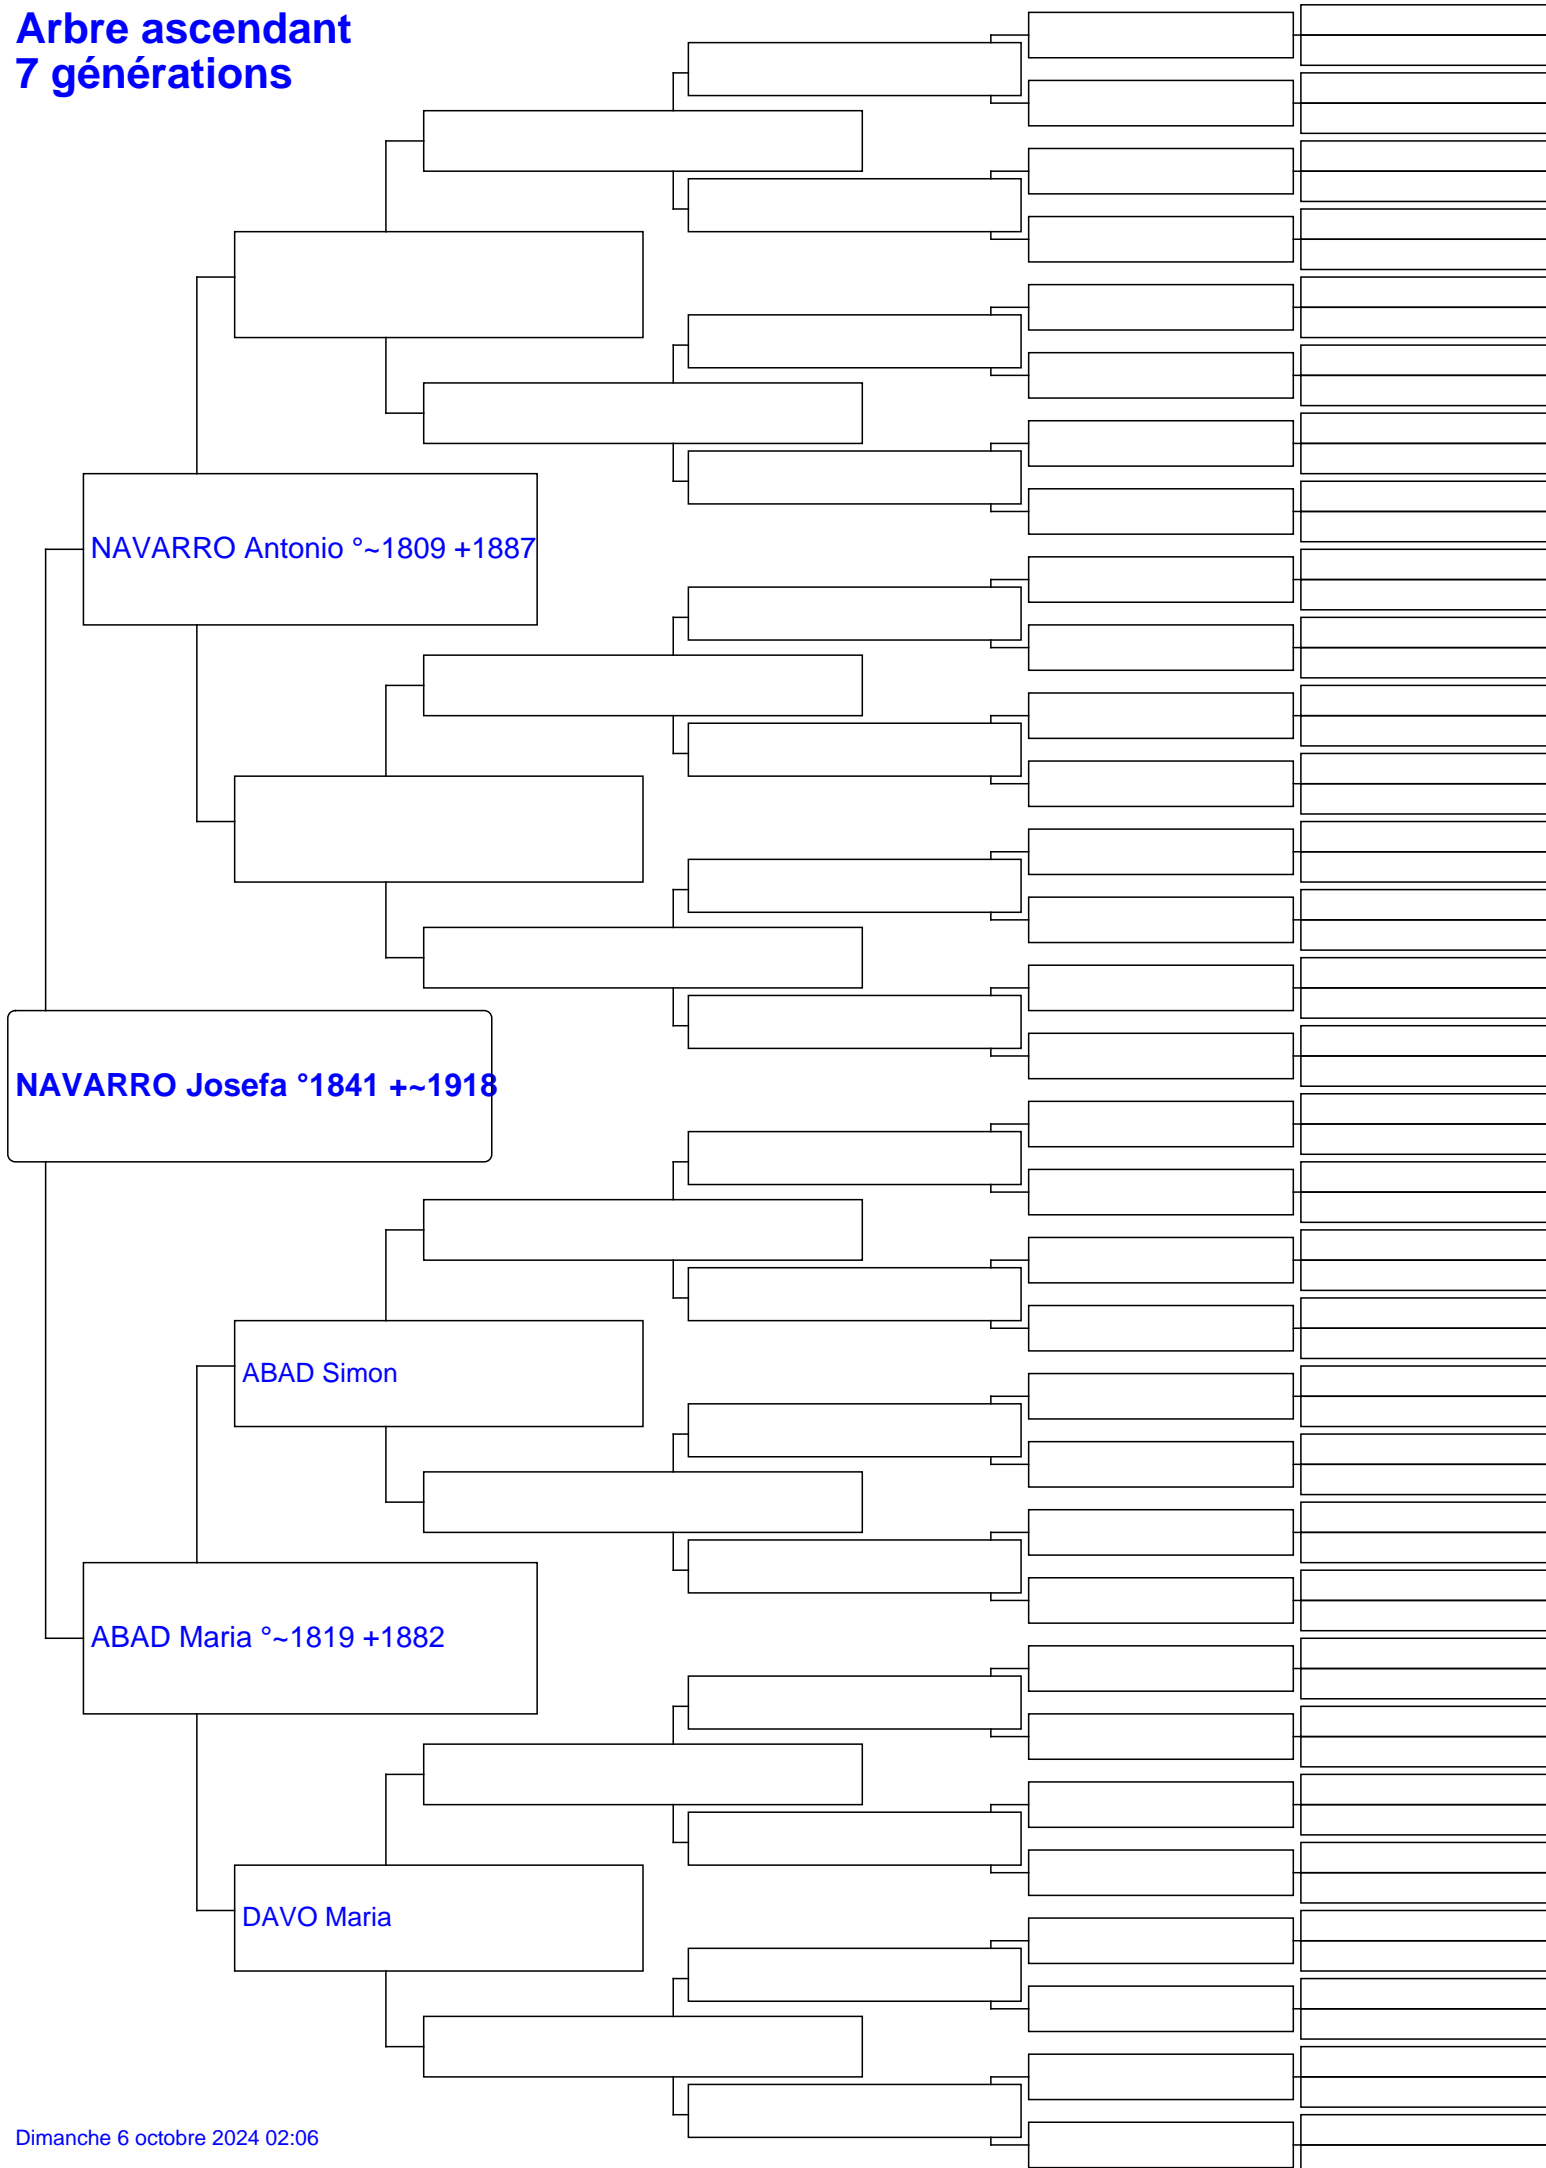 Arbre ascendant
7 générations
NAVARRO Antonio °~1809 +1887
NAVARRO Josefa °1841 +~1918
ABAD Simon
ABAD Maria °~1819 +1882
DAVO Maria
Dimanche 6 octobre 2024 02:06